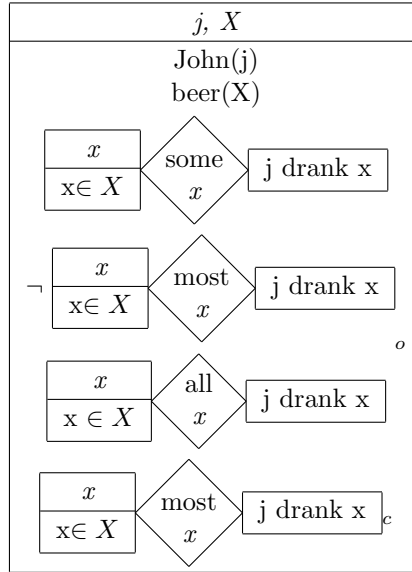 j, X
John(j)
beer(X)
x some x j drank x
x∈ X
¬ x most x j drank x
x∈ X
o
x all x j drank x
x ∈ X
x most x j drank x c
x∈ X